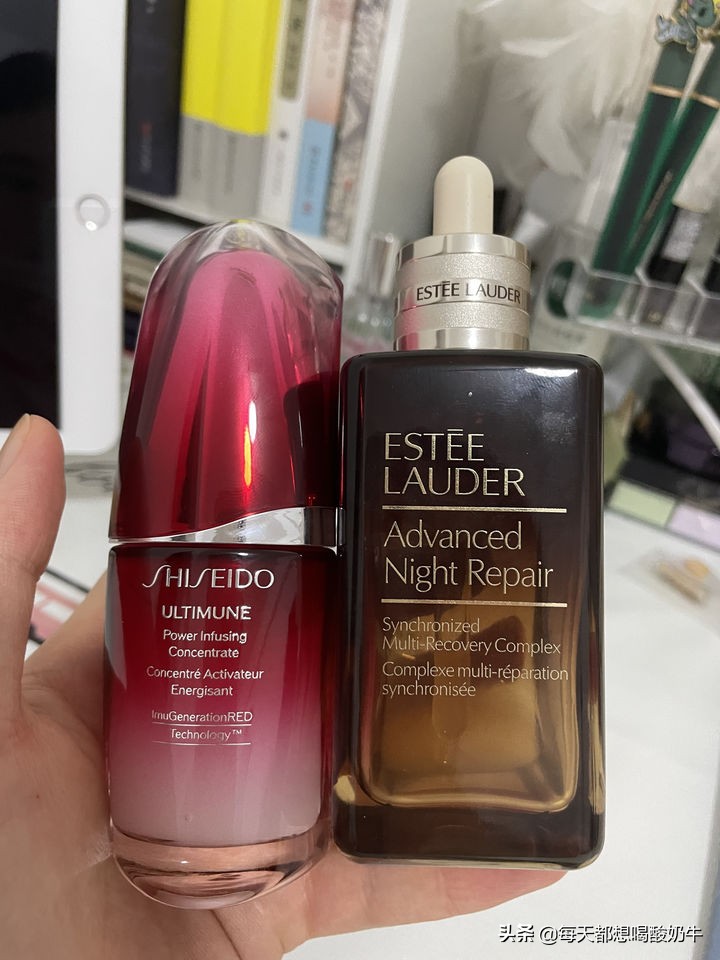 SHISEIDO
ULTIMUNE
Power Infusing
Concentrate
Concentré Activateur
Energisant
ImuGenerationRED
Technology™
ESTĒE LAUDER
ESTĒE
LAUDER
Advanced
Night Repair
Synchronized
Multi-Recovery Complex
Complexe multi-réparation
synchronisée
头条 @每天都想喝酸奶牛